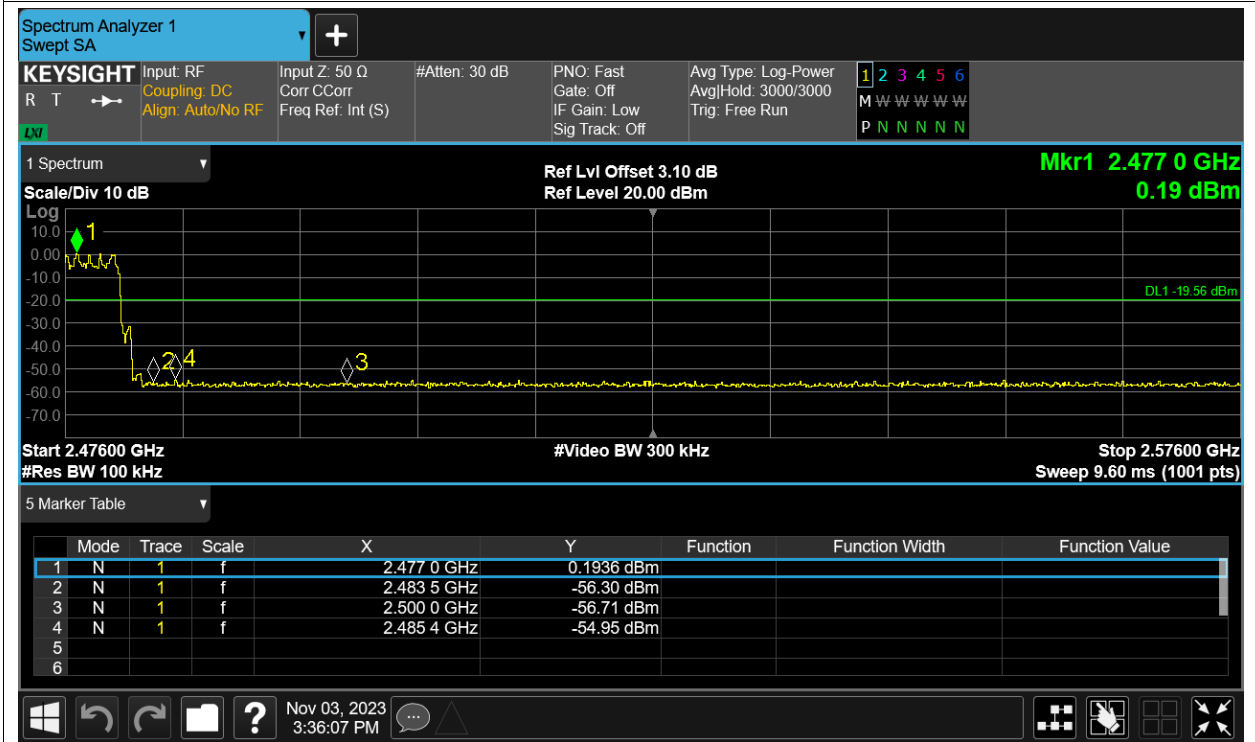 Spectrum Analyzer 1
Swept SA
+
KEYSIGHT
R T
LXI
Input: RF
Coupling: DC
Align: Auto/No RF
Input Z: 50 Ω
Corr CCorr
Freq Ref: Int (S)
#Atten: 30 dB
PNO: Fast
Gate: Off
IF Gain: Low
Sig Track: Off
Avg Type: Log-Power
Avg|Hold: 3000/3000
Trig: Free Run
1 2 3 4 5 6
M W W W W W
P N N N N N
1 Spectrum
Scale/Div 10 dB
Ref Lvl Offset 3.10 dB
Ref Level 20.00 dBm
Mkr1 2.477 0 GHz
0.19 dBm
Log
10.0
0.00
-10.0
-20.0
-30.0
-40.0
-50.0
-60.0
-70.0
1
2
4
3
DL1 -19.56 dBm
Start 2.47600 GHz
#Res BW 100 kHz
#Video BW 300 kHz
Stop 2.57600 GHz
Sweep 9.60 ms (1001 pts)
5 Marker Table
Mode Trace Scale X Y Function Function Width Function Value
1 N 1 f 2.477 0 GHz 0.1936 dBm
2 N 1 f 2.483 5 GHz -56.30 dBm
3 N 1 f 2.500 0 GHz -56.71 dBm
4 N 1 f 2.485 4 GHz -54.95 dBm
5
6
?
Nov 03, 2023
3:36:07 PM